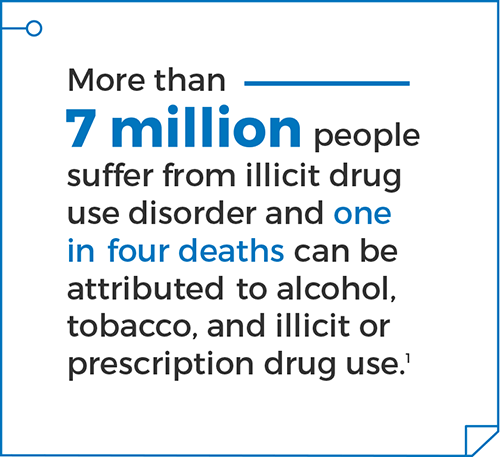 More than
7 million people
suffer from illicit drug
use disorder and one
in four deaths can be
attributed to alcohol,
tobacco, and illicit or
prescription drug use.¹